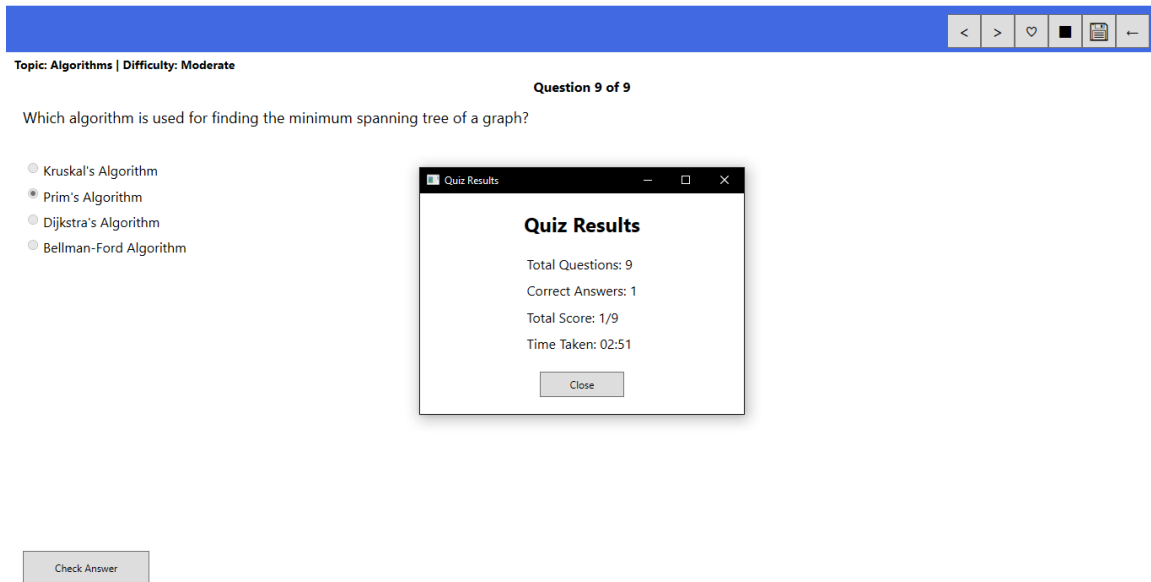 < > ♡ ■ ←
Topic: Algorithms | Difficulty: Moderate
Question 9 of 9
Which algorithm is used for finding the minimum spanning tree of a graph?
Kruskal's Algorithm
Prim's Algorithm
Dijkstra's Algorithm
Bellman-Ford Algorithm
Quiz Results
Quiz Results
Total Questions: 9
Correct Answers: 1
Total Score: 1/9
Time Taken: 02:51
Close
Check Answer